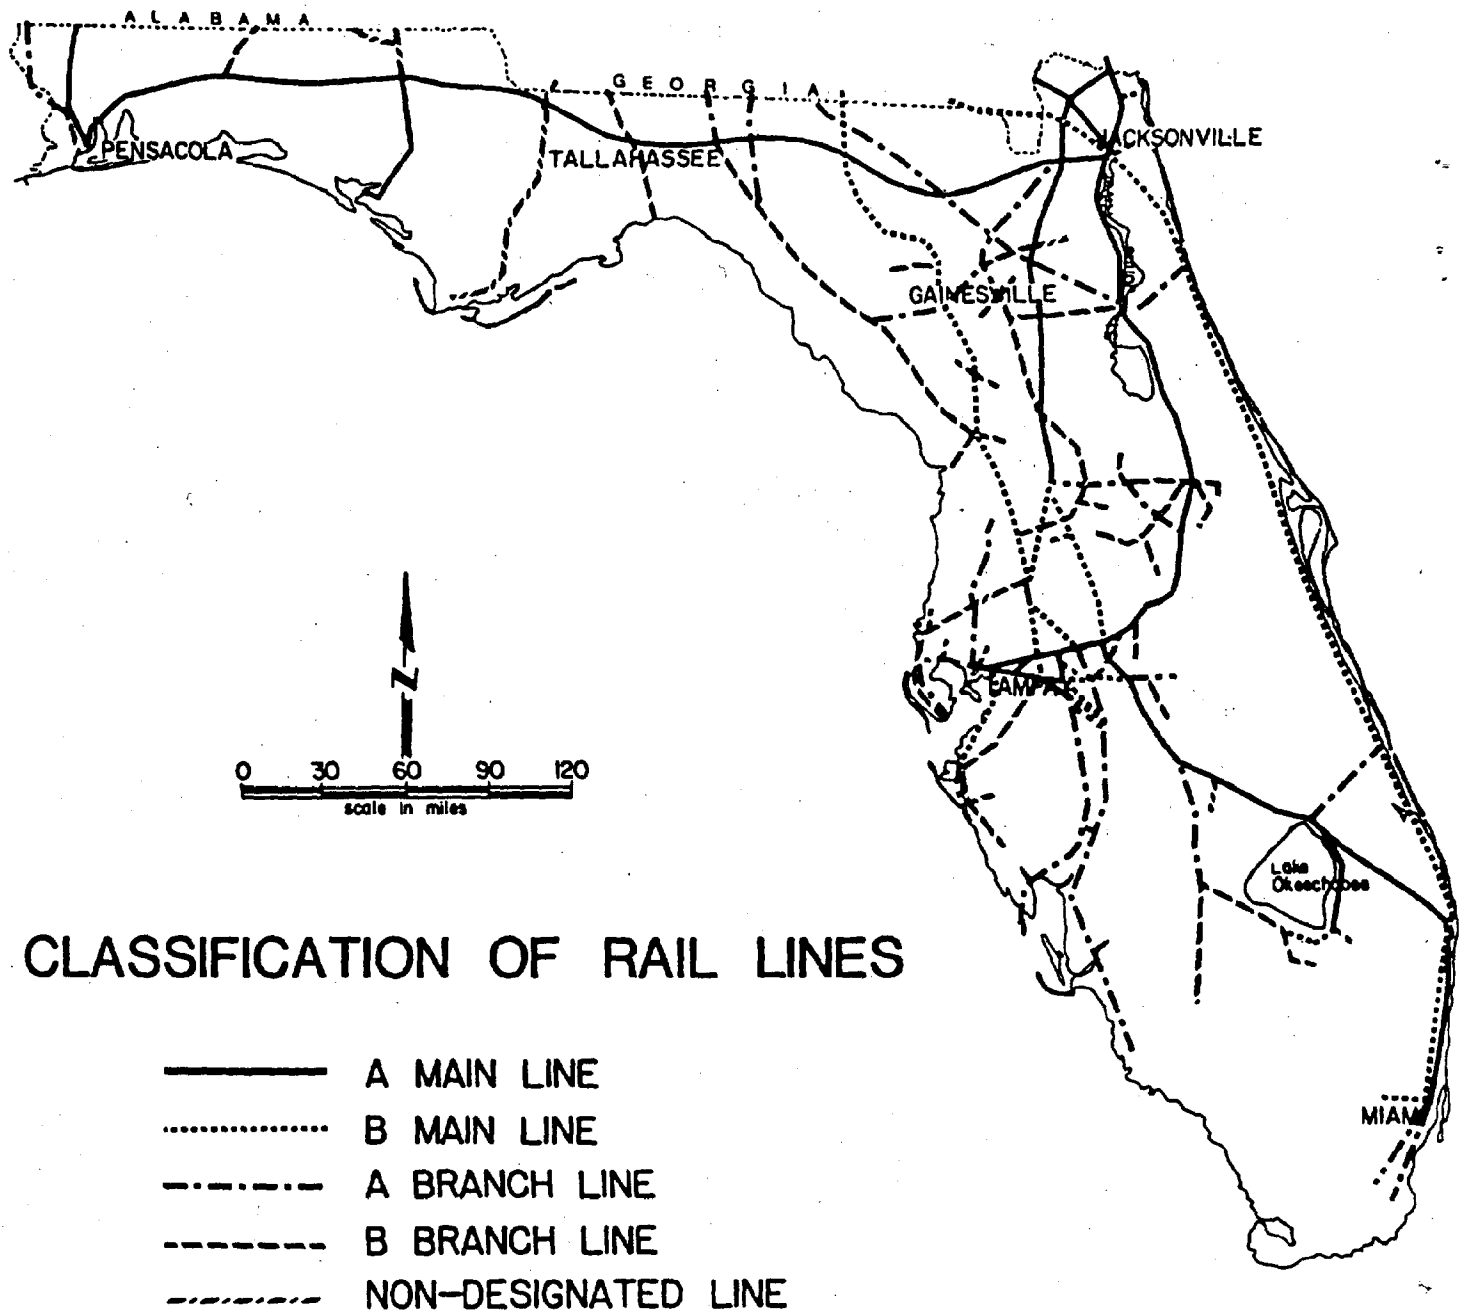 ALABAMA
GEORGIA
PENSACOLA
TALLAHASSEE
JACKSONVILLE
GAINESVILLE
TAMPA
N
0 30 60 90 120
scale in miles
Lake
Okeechobee
MIAMI
CLASSIFICATION OF RAIL LINES
A MAIN LINE
B MAIN LINE
A BRANCH LINE
B BRANCH LINE
NON-DESIGNATED LINE